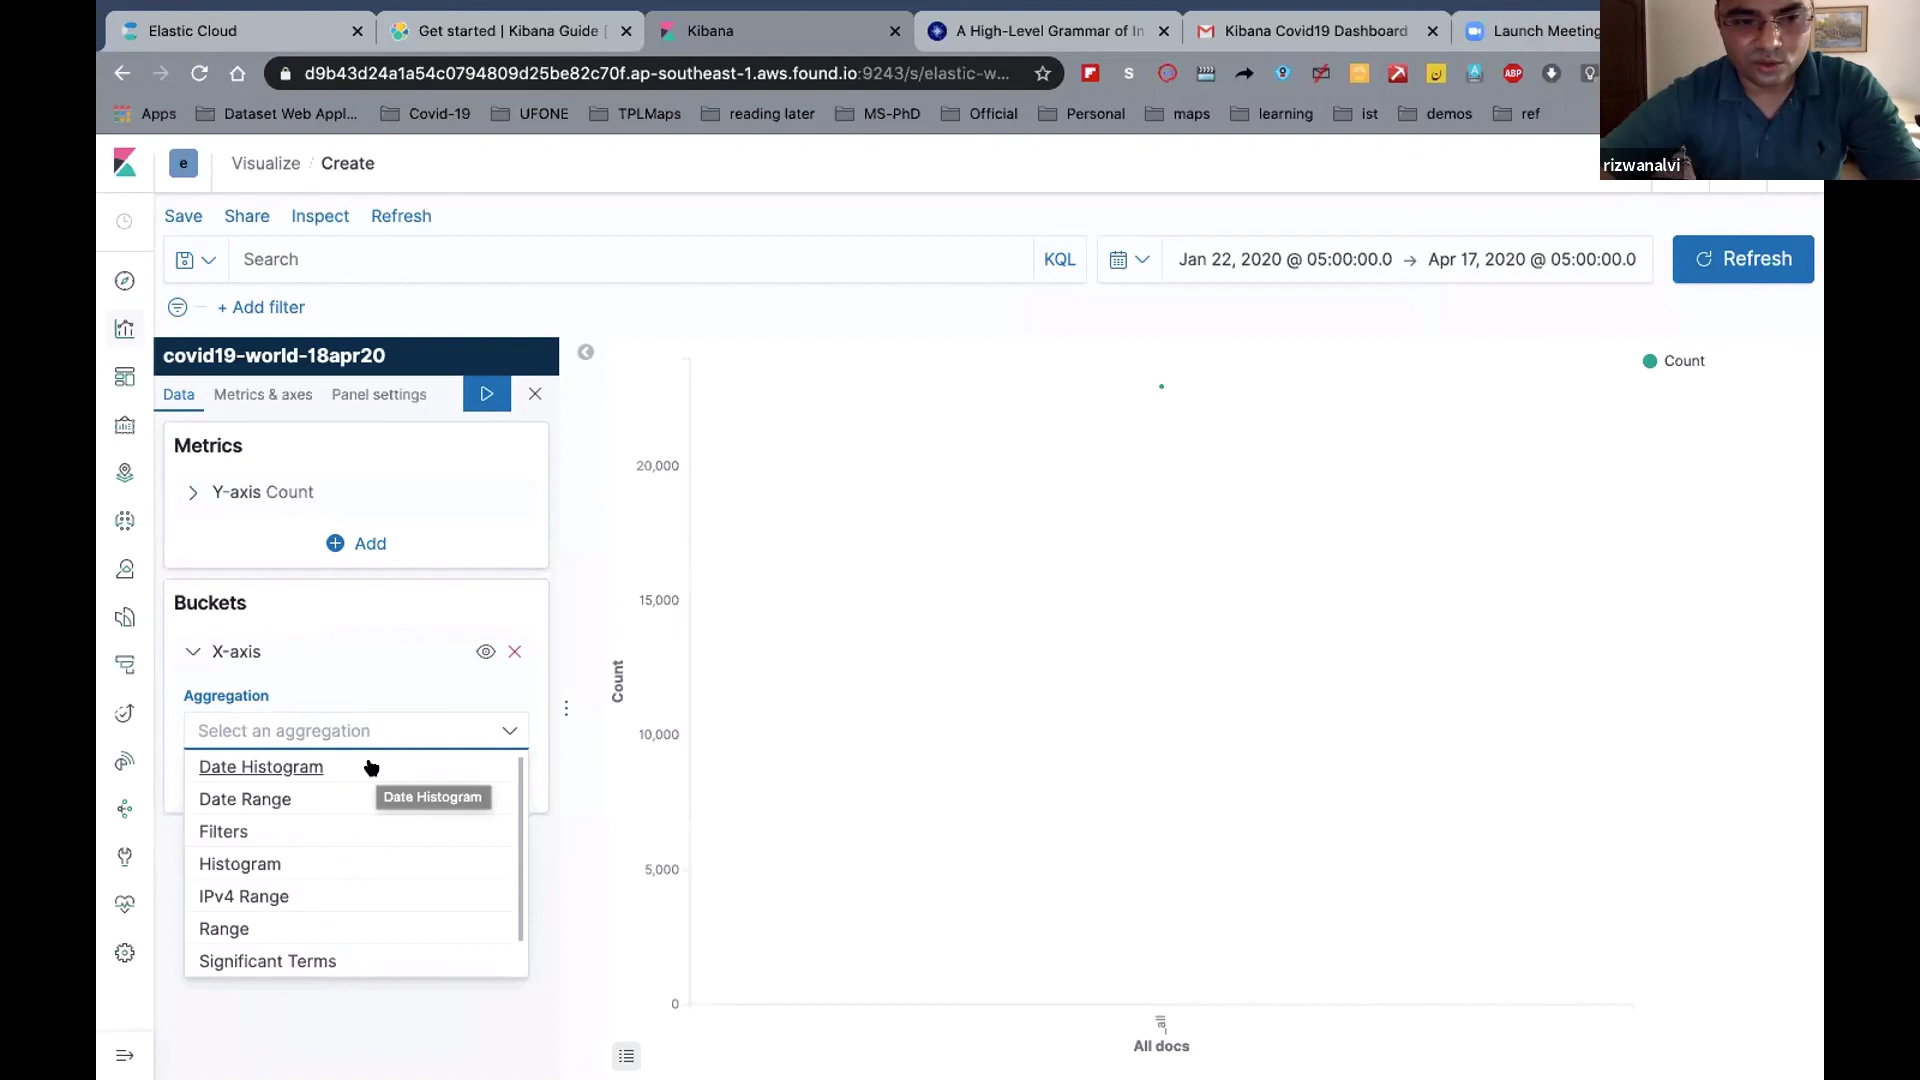 Elastic Cloud
Get started | Kibana Guide [
Kibana
A High-Level Grammar of In
Kibana Covid19 Dashboard
Launch Meeting
d9b43d24a1a54c0794809d25be82c70f.ap-southeast-1.aws.found.io:9243/s/elastic-w...
S
ABP
Apps
Dataset Web Appl...
Covid-19
UFONE
TPLMaps
reading later
MS-PhD
Official
Personal
maps
learning
ist
demos
ref
rizwanalvi
e
Visualize / Create
Save Share Inspect Refresh
Search
KQL
Jan 22, 2020 @ 05:00:00.0 → Apr 17, 2020 @ 05:00:00.0
Refresh
+ Add filter
covid19-world-18apr20
Data Metrics & axes Panel settings
Metrics
Y-axis Count
Add
Buckets
X-axis
Aggregation
Select an aggregation
Date Histogram
Date Histogram
Date Range
Filters
Histogram
IPv4 Range
Range
Significant Terms
Count
20,000
15,000
10,000
5,000
0
Count
_all
All docs